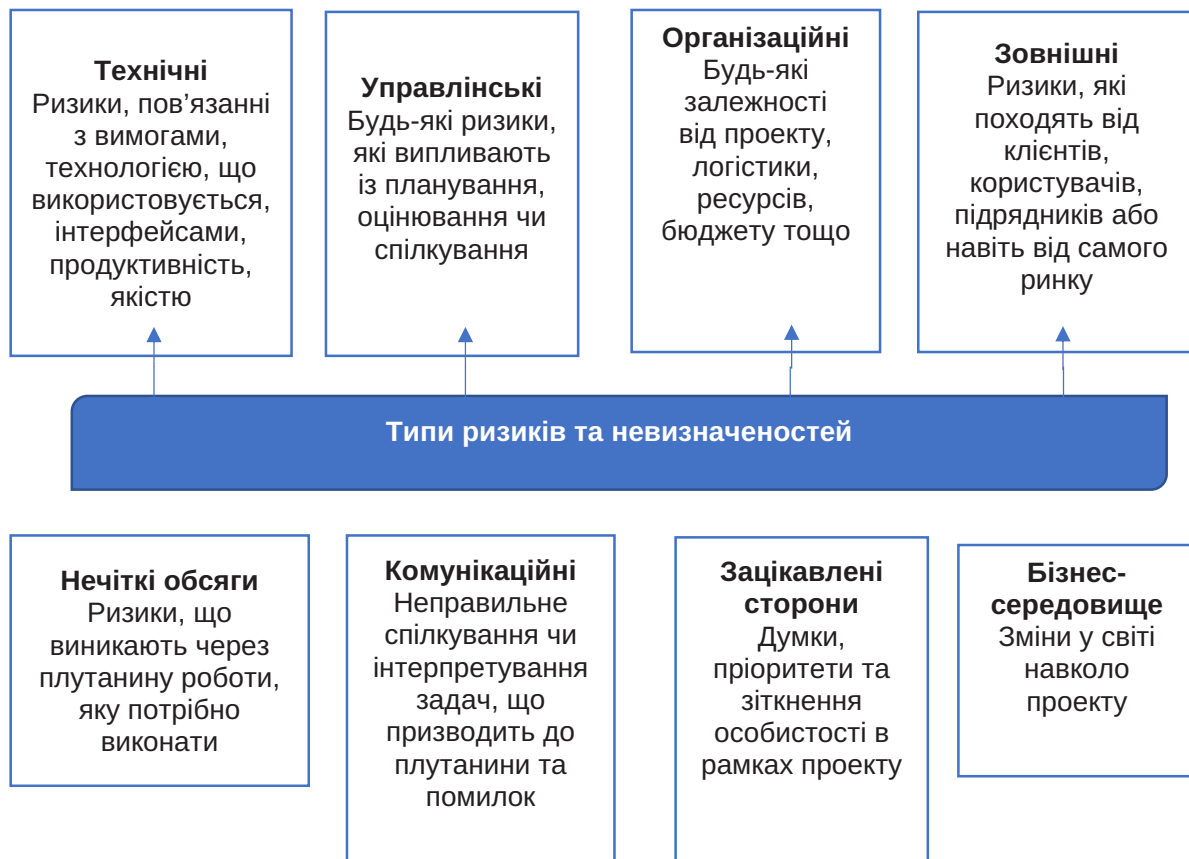 Технічні
Ризики, пов’язанні
з вимогами,
технологією, що
використовується,
інтерфейсами,
продуктивність,
якістю
Управлінські
Будь-які ризики,
які випливають
із планування,
оцінювання чи
спілкування
Організаційні
Будь-які
залежності
від проекту,
логістики,
ресурсів,
бюджету тощо
Зовнішні
Ризики, які
походять від
клієнтів,
користувачів,
підрядників або
навіть від самого
ринку
Типи ризиків та невизначеностей
Нечіткі обсяги
Ризики, що
виникають через
плутанину роботи,
яку потрібно
виконати
Комунікаційні
Неправильне
спілкування чи
інтерпретування
задач, що
призводить до
плутанини та
помилок
Зацікавлені
сторони
Думки,
пріоритети та
зіткнення
особистості в
рамках проекту
Бізнес-
середовище
Зміни у світі
навколо
проекту